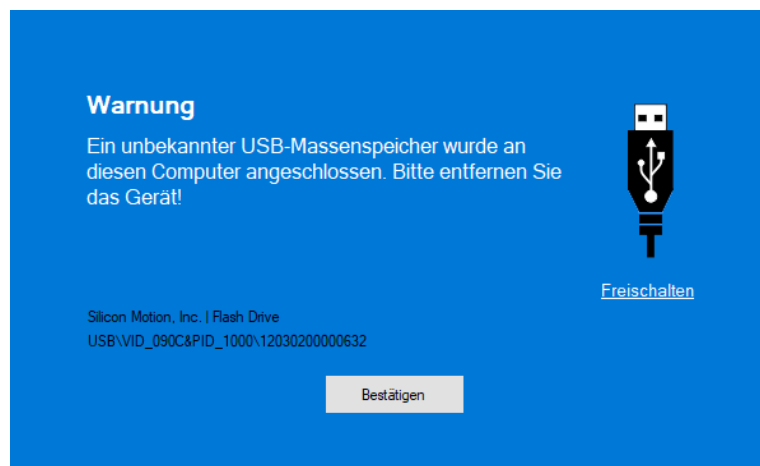 Warnung
Ein unbekannter USB-Massenspeicher wurde an
diesen Computer angeschlossen. Bitte entfernen Sie
das Gerät!
Freischalten
Silicon Motion, Inc. | Flash Drive
USB\VID_090C&PID_1000\12030200000632
Bestätigen